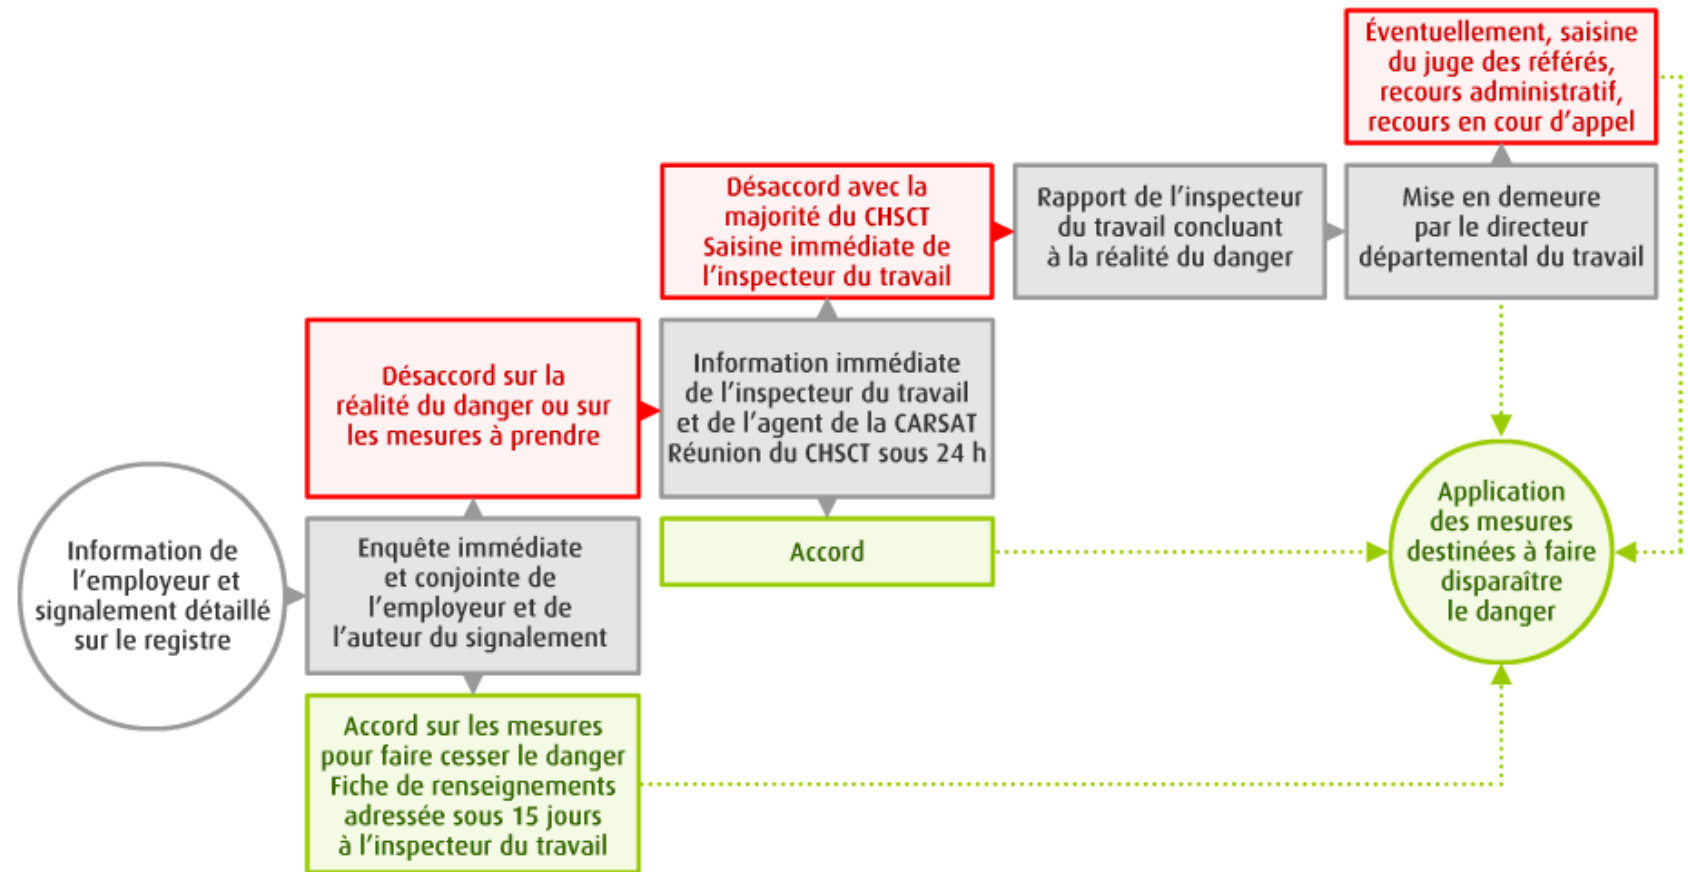 Information de
l'employeur et
signalement détaillé
sur le registre
Enquête immédiate
et conjointe de
l'employeur et de
l'auteur du signalement
Désaccord sur la
réalité du danger ou sur
les mesures à prendre
Accord sur les mesures
pour faire cesser le danger
Fiche de renseignements
adressée sous 15 jours
à l'inspecteur du travail
Information immédiate
de l'inspecteur du travail
et de l'agent de la CARSAT
Réunion du CHSCT sous 24 h
Désaccord avec la
majorité du CHSCT
Saisine immédiate de
l'inspecteur du travail
Accord
Rapport de l'inspecteur
du travail concluant
à la réalité du danger
Mise en demeure
par le directeur
départemental du travail
Éventuellement, saisine
du juge des référés,
recours administratif,
recours en cour d'appel
Application
des mesures
destinées à faire
disparaître
le danger